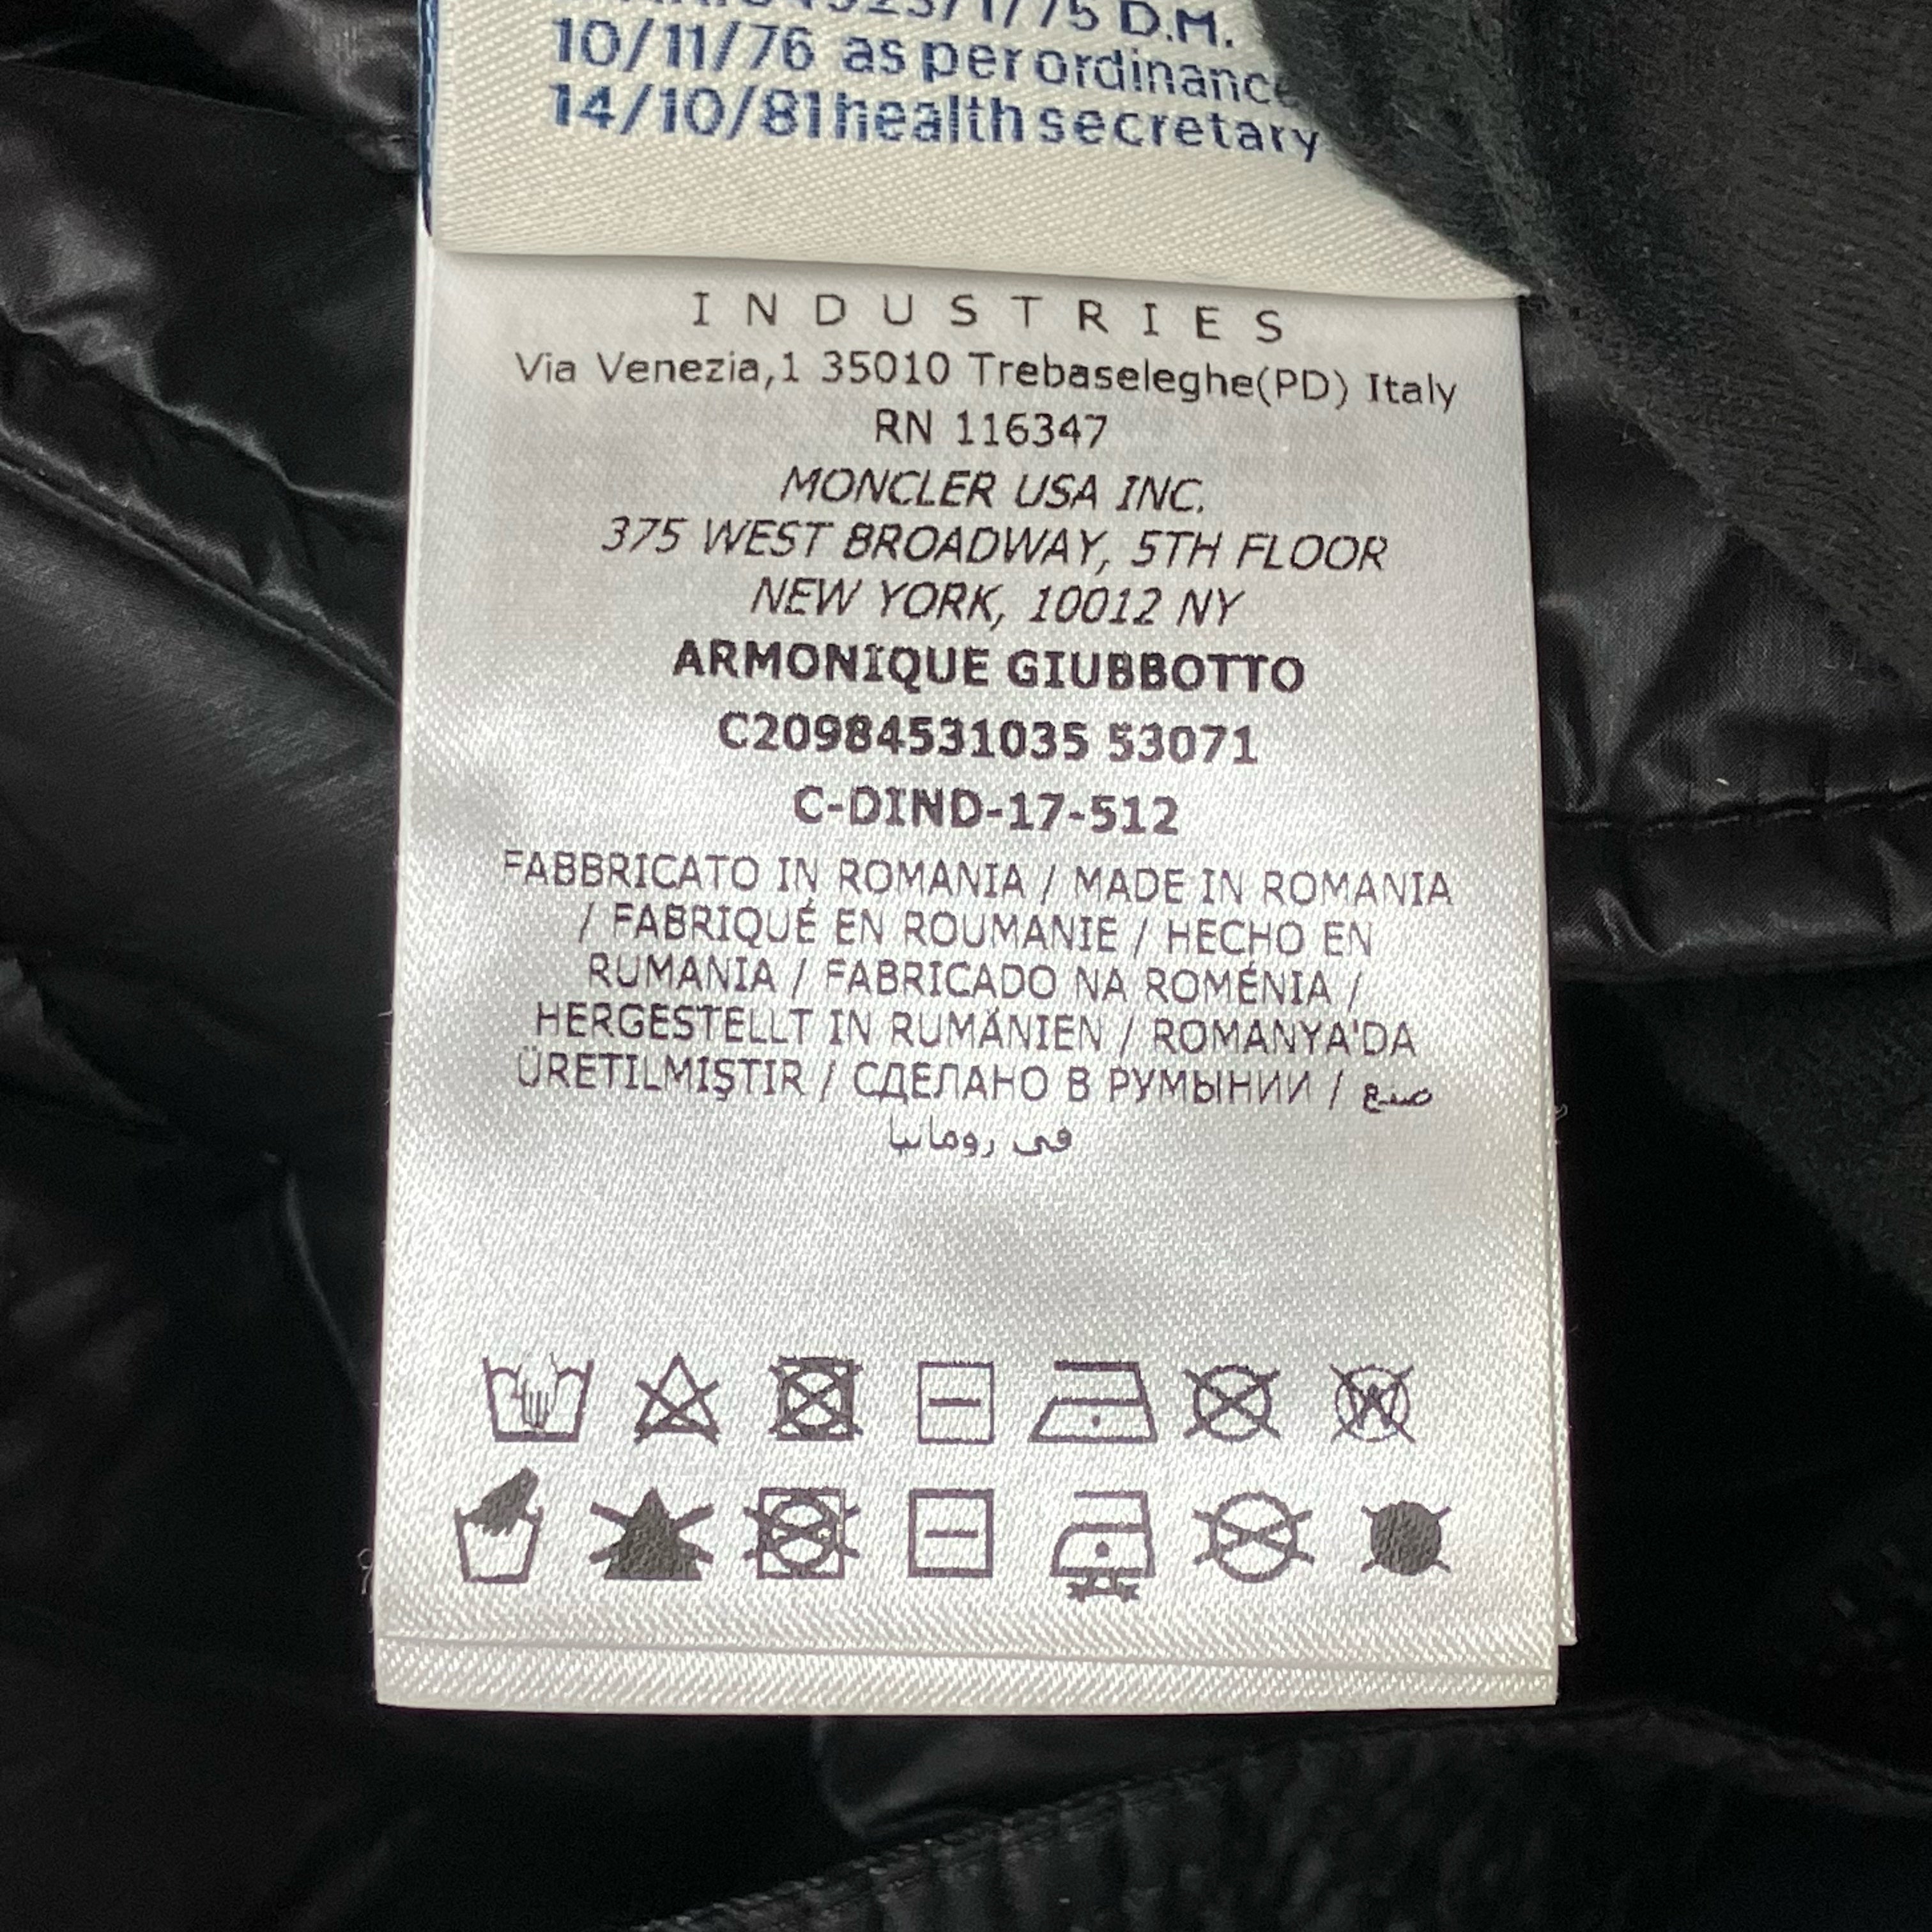 1/75 D.M.
10/11/76 as per ordinance
14/10/81 health secretary
INDUSTRIES
Via Venezia,1 35010 Trebaseleghe(PD) Italy
RN 116347
MONCLER USA INC.
375 WEST BROADWAY, 5TH FLOOR
NEW YORK, 10012 NY
ARMONIQUE GIUBBOTTO
C20984531035 53071
C-DIND-17-512
FABBRICATO IN ROMANIA / MADE IN ROMANIA
/ FABRIQUÉ EN ROUMANIE / HECHO EN
RUMANIA / FABRICADO NA ROMÉNIA /
HERGESTELLT IN RUMÄNIEN / ROMANYA'DA
ÜRETILMIŞTIR / СДЕЛАНО В РУМЫНИИ / صنع
في رومانيا
W